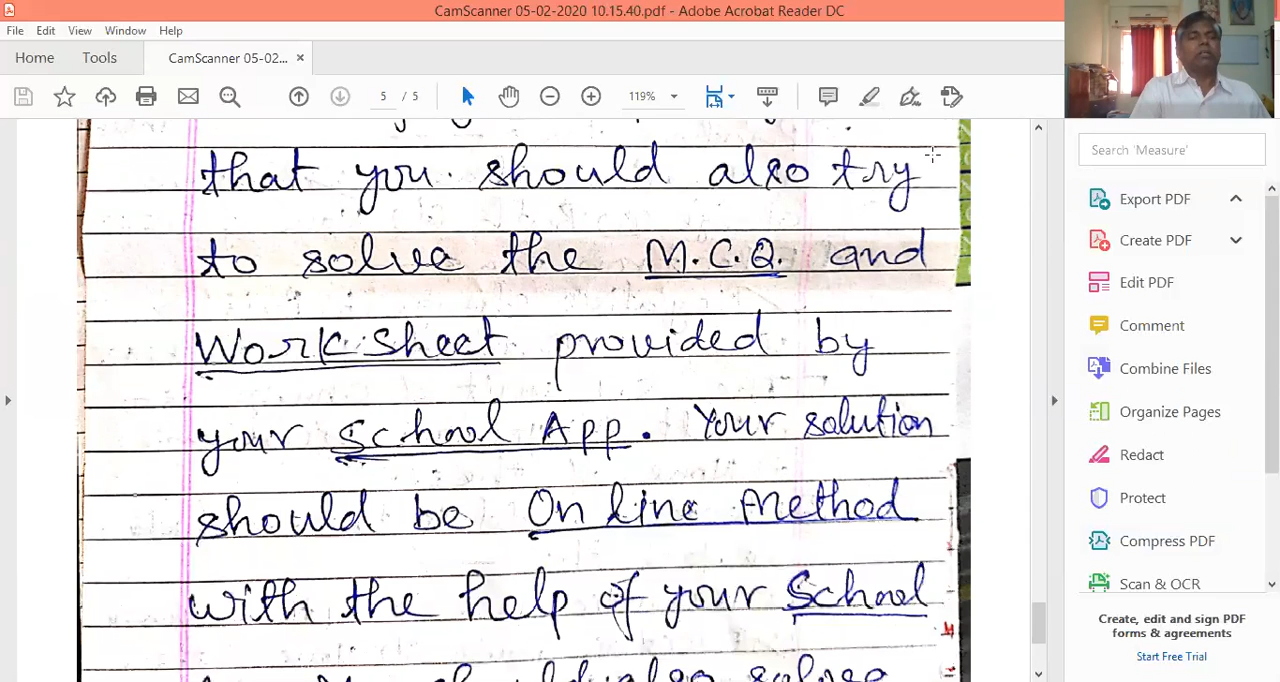 CamScanner 05-02-2020 10.15.40.pdf - Adobe Acrobat Reader DC
File Edit View Window Help
Home Tools CamScanner 05-02... ×
5 / 5 119%
that you should also try
to solve the M.C.Q. and
Work Sheet provided by
your School App. Your solution
should be On line method
with the help of your School
should also solve
Search 'Measure'
Export PDF
Create PDF
Edit PDF
Comment
Combine Files
Organize Pages
Redact
Protect
Compress PDF
Scan & OCR
Create, edit and sign PDF
forms & agreements
Start Free Trial